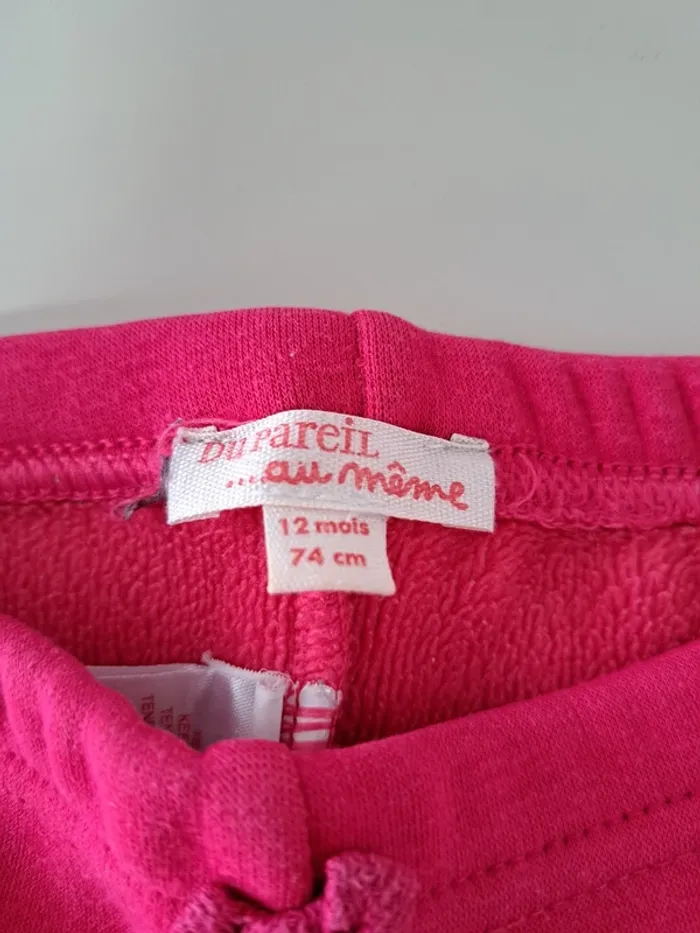 DU PAREIL
...au même
12 mois
74 cm